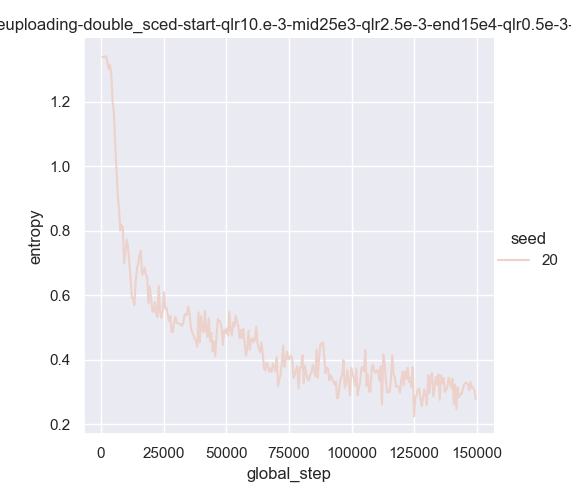 euploading-double_sced-start-qlr10.e-3-mid25e3-qlr2.5e-3-end15e4-qlr0.5e-3-
1.2
1.0
0.8
0.6
0.4
0.2
entropy
seed
20
0 25000 50000 75000 100000 125000 150000
global_step